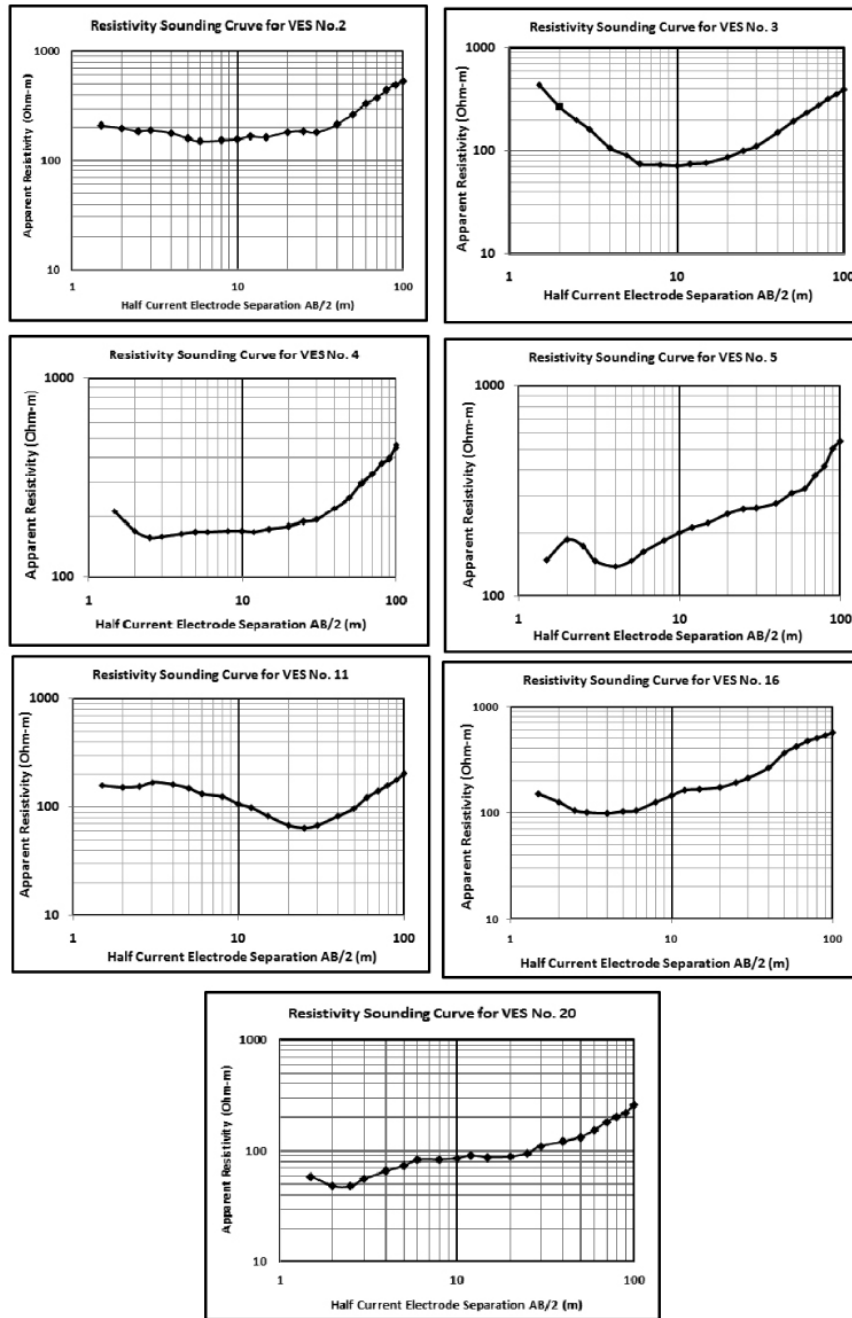 Resistivity Sounding Cruve for VES No.2
Apparent Resistivity (Ohm-m)
1000
100
10
1
10
100
Half Current Electrode Separation AB/2 (m)
Resistivity Sounding Curve for VES No. 3
Apparent Resistivity (Ohm-m)
1000
100
10
1
10
100
Half Current Electrode Separation AB/2 (m)
Resistivity Sounding Curve for VES No. 4
Apparent Resistivity (Ohm-m)
1000
100
1
10
100
Half Current Electrode Separation AB/2 (m)
Resistivity Sounding Curve for VES No. 5
Apparent Resistivity (Ohm-m)
1000
100
1
10
100
Half Current Electrode Separation AB/2 (m)
Resistivity Sounding Curve for VES No. 11
Apparent Resistivity (Ohm-m)
1000
100
10
1
10
100
Half Current Electrode Separation AB/2 (m)
Resistivity Sounding Curve for VES No. 16
Apparent Resistivity (Ohm-m)
1000
100
10
1
10
100
Half Current Electrode Separation AB/2 (m)
Resistivity Sounding Curve for VES No. 20
Apparent Resistivity (Ohm-m)
1000
100
10
1
10
100
Half Current Electrode Separation AB/2 (m)